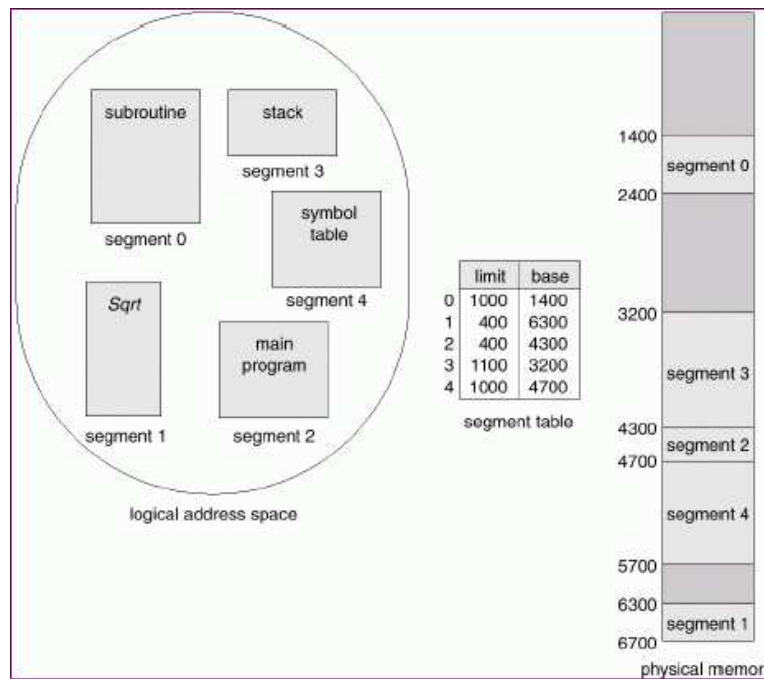 subroutine
segment 0
stack
segment 3
symbol
table
segment 4
Sqrt
segment 1
main
program
segment 2
logical address space
limit base
0 1000 1400
1 400 6300
2 400 4300
3 1100 3200
4 1000 4700
segment table
1400
segment 0
2400
3200
segment 3
4300
segment 2
4700
segment 4
5700
6300
segment 1
6700
physical memor